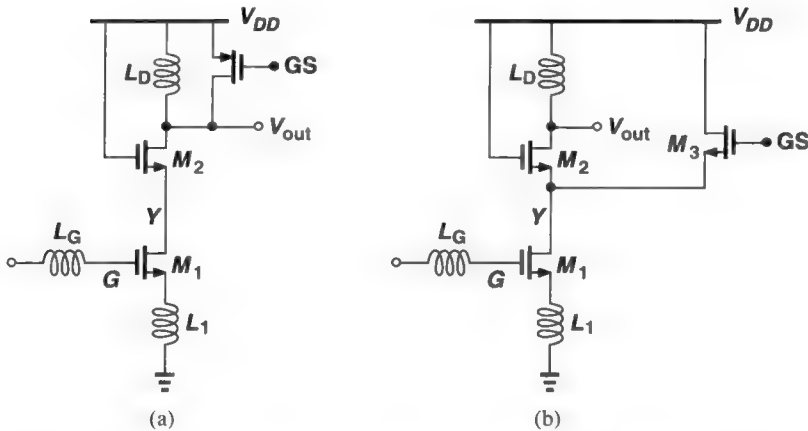 V_DD
L_D
GS
V_out
M_2
Y
L_G
G
M_1
L_1
(a)
V_DD
L_D
V_out
M_3
GS
M_2
Y
L_G
G
M_1
L_1
(b)